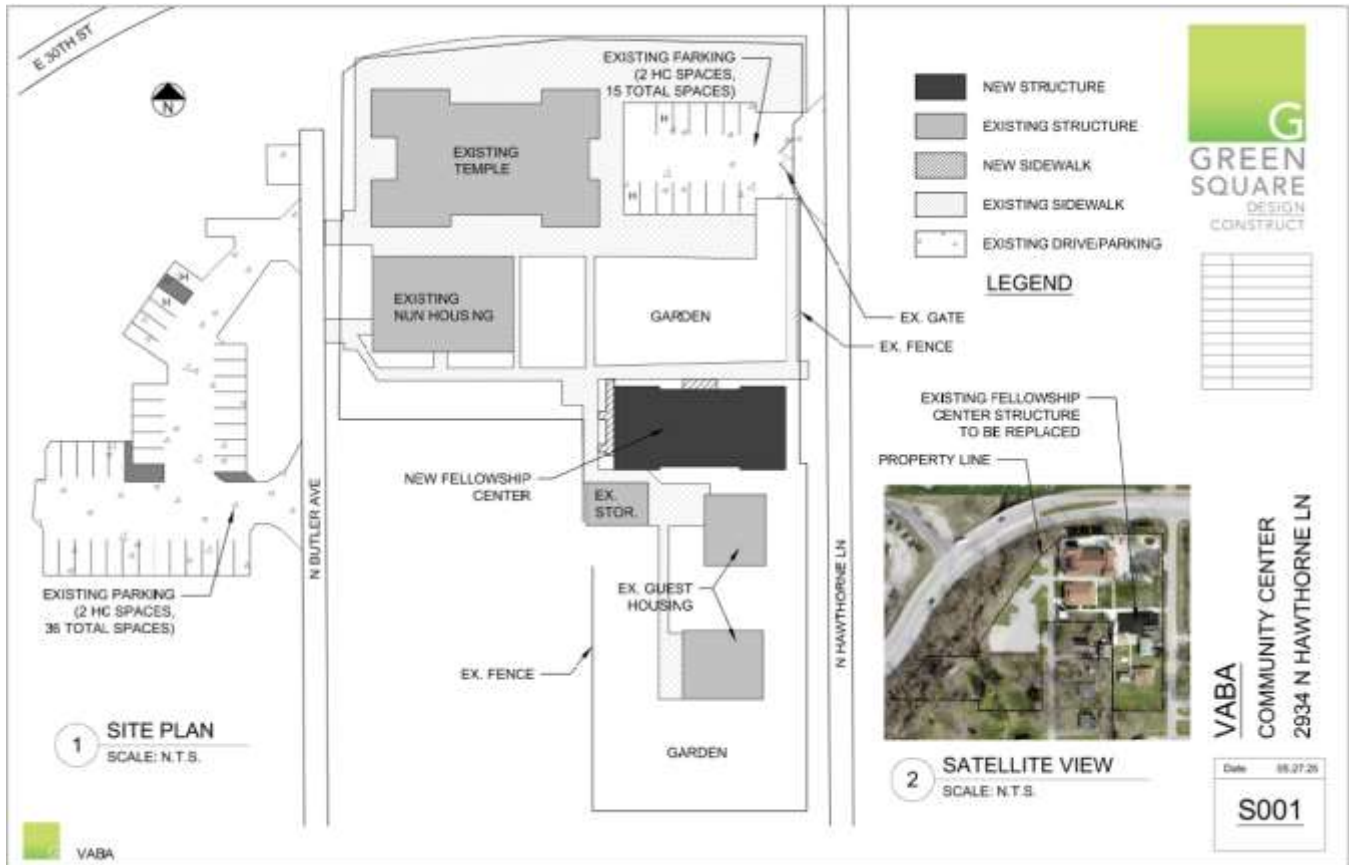 E 30TH ST
N
EXISTING PARKING
(2 HC SPACES,
15 TOTAL SPACES)
EXISTING
TEMPLE
H
H
EXISTING
NUN HOUSING
GARDEN
EX. GATE
EX. FENCE
NEW FELLOWSHIP
CENTER
EX.
STOR.
EX. GUEST
HOUSING
EX. FENCE
GARDEN
N BUTLER AVE
N HAWTHORNE LN
EXISTING PARKING
(2 HC SPACES,
36 TOTAL SPACES)
1
SITE PLAN
SCALE: N.T.S.
NEW STRUCTURE
EXISTING STRUCTURE
NEW SIDEWALK
EXISTING SIDEWALK
EXISTING DRIVE/PARKING
LEGEND
EXISTING FELLOWSHIP
CENTER STRUCTURE
TO BE REPLACED
PROPERTY LINE
2
SATELLITE VIEW
SCALE: N.T.S.
G
GREEN
SQUARE
DESIGN
CONSTRUCT
VABA
COMMUNITY CENTER
2934 N HAWTHORNE LN
Date
S001
VABA